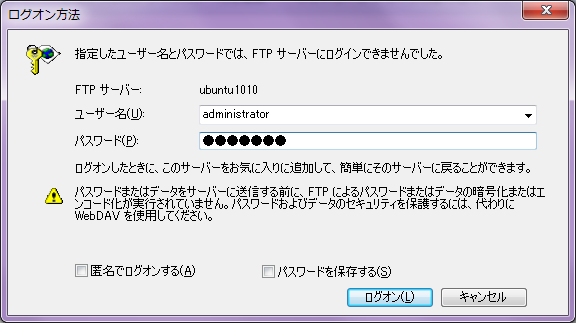 ログオン方法
指定したユーザー名とパスワードでは、FTP サーバーにログインできませんでした。
FTP サーバー: ubuntu1010
ユーザー名(U): administrator
パスワード(P): ●●●●●●●
ログオンしたときに、このサーバーをお気に入りに追加して、簡単にそのサーバーに戻ることができます。
パスワードまたはデータをサーバーに送信する前に、FTP によるパスワードまたはデータの暗号化またはエ
ンコード化が実行されていません。パスワードおよびデータのセキュリティを保護するには、代わりに
WebDAV を使用してください。
匿名でログオンする(A) パスワードを保存する(S)
ログオン(L) キャンセル